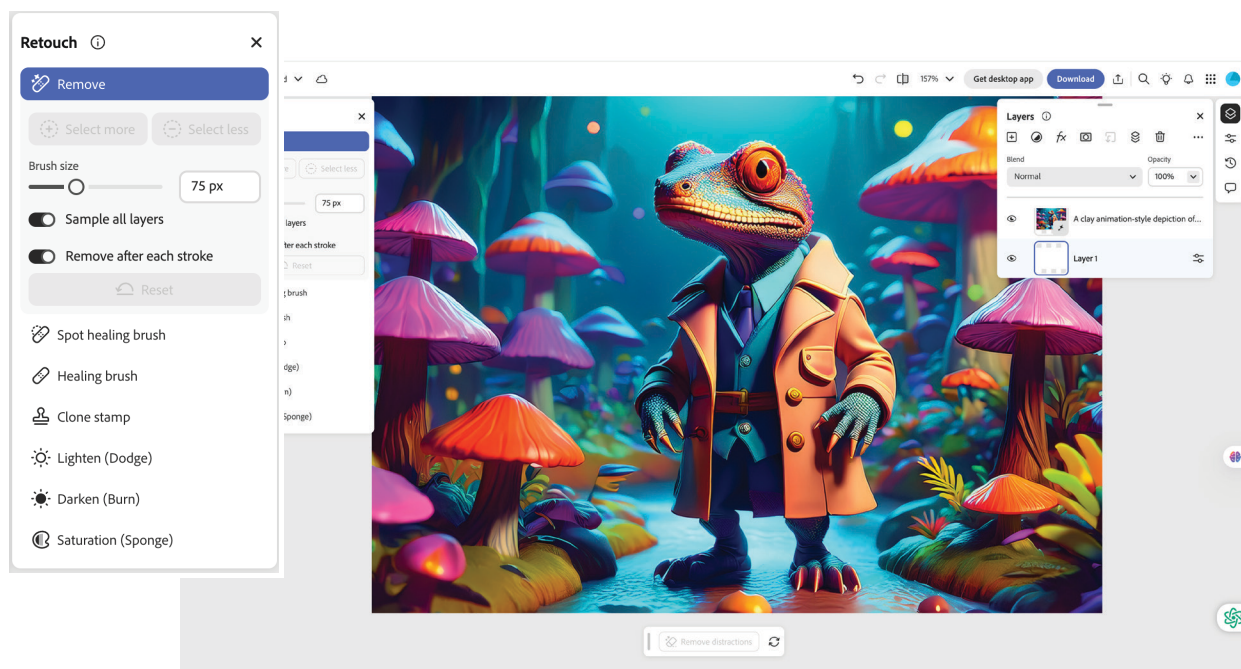 Retouch
Remove
Select more
Select less
Brush size
75 px
Sample all layers
Remove after each stroke
Reset
Spot healing brush
Healing brush
Clone stamp
Lighten (Dodge)
Darken (Burn)
Saturation (Sponge)
157%
Get desktop app
Download
Select less
75 px
layers
ter each stroke
Reset
brush
dge)
n)
Sponge)
Layers
Blend
Opacity
Normal
100%
A clay animation-style depiction of...
Layer 1
Remove distractions